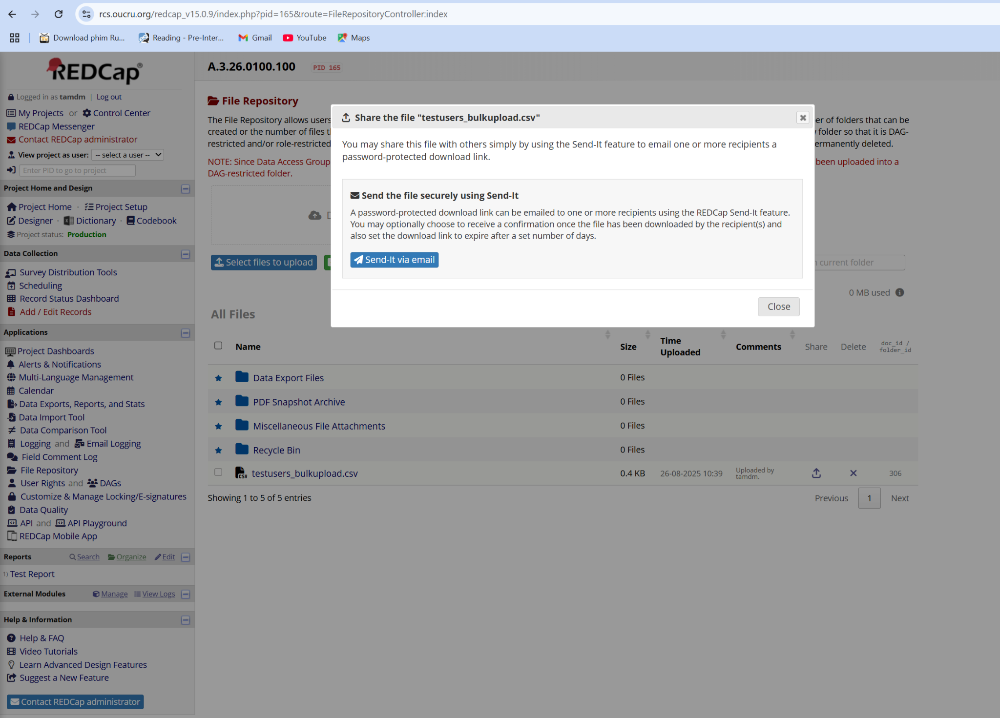 rcs.oucru.org/redcap_v15.0.9/index.php?pid=165&route=FileRepositoryController:index
Download phim Ru...
Reading - Pre-Inter...
Gmail
YouTube
Maps
REDCap®
Logged in as tamdm | Log out
My Projects or Control Center
REDCap Messenger
Contact REDCap administrator
View project as user: -- select a user --
Enter PID to go to project
Project Home and Design
Project Home · Project Setup
Designer · Dictionary · Codebook
Project status: Production
Data Collection
Survey Distribution Tools
Scheduling
Record Status Dashboard
Add / Edit Records
Applications
Project Dashboards
Alerts & Notifications
Multi-Language Management
Calendar
Data Exports, Reports, and Stats
Data Import Tool
Data Comparison Tool
Logging and Email Logging
Field Comment Log
File Repository
User Rights and DAGs
Customize & Manage Locking/E-signatures
Data Quality
API and API Playground
REDCap Mobile App
Reports Search Organize Edit
1) Test Report
External Modules Manage View Logs
Help & Information
Help & FAQ
Video Tutorials
Learn Advanced Design Features
Suggest a New Feature
Contact REDCap administrator
A.3.26.0100.100 PID 165
File Repository
The File Repository allows users
er of folders that can be
created or the number of files t
folder so that it is DAG-
restricted and/or role-restricted
ermanently deleted.
NOTE: Since Data Access Group
been uploaded into a
DAG-restricted folder.
Select files to upload
current folder
0 MB used
Share the file "testusers_bulkupload.csv"
You may share this file with others simply by using the Send-It feature to email one or more recipients a
password-protected download link.
Send the file securely using Send-It
A password-protected download link can be emailed to one or more recipients using the REDCap Send-It feature.
You may optionally choose to receive a confirmation once the file has been downloaded by the recipient(s) and
also set the download link to expire after a set number of days.
Send-It via email
Close
All Files
Name Size Time Uploaded Comments Share Delete doc_id / folder_id
Data Export Files 0 Files
PDF Snapshot Archive 0 Files
Miscellaneous File Attachments 0 Files
Recycle Bin 0 Files
testusers_bulkupload.csv 0.4 KB 26-08-2025 10:39 Uploaded by tamdm. 306
Showing 1 to 5 of 5 entries
Previous 1 Next